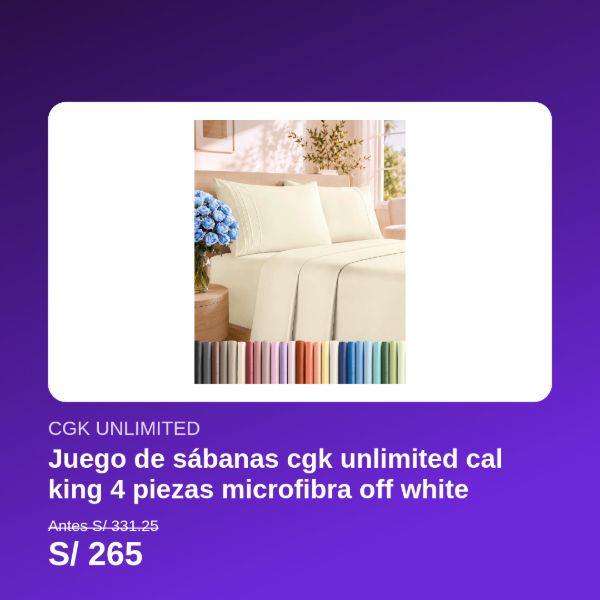 CGK UNLIMITED
Juego de sábanas cgk unlimited cal
king 4 piezas microfibra off white
Antes S/ 331.25
S/ 265